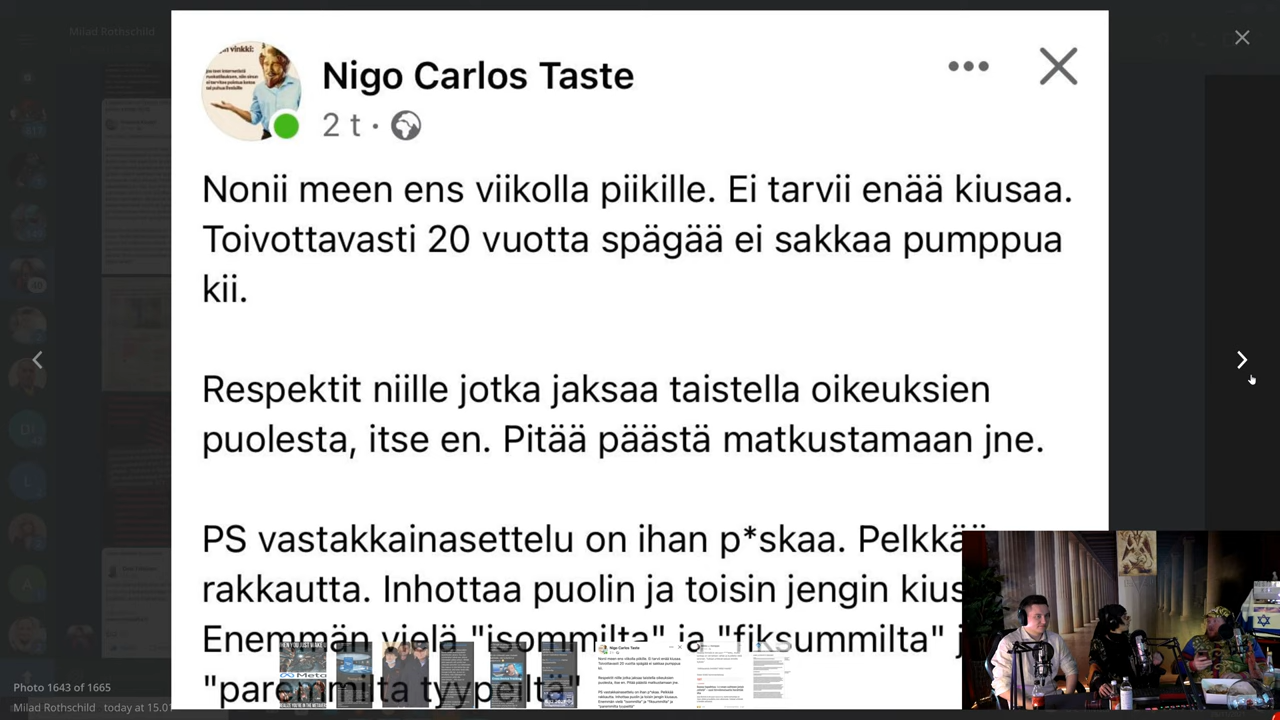 Milad Rothschild
Nigo Carlos Taste
2 t ·
Nonii meen ens viikolla piikille. Ei tarvii enää kiusaa.
Toivottavasti 20 vuotta spägää ei sakkaa pumppua
kii.
Respektit niille jotka jaksaa taistella oikeuksien
puolesta, itse en. Pitää päästä matkustamaan jne.
PS vastakkainasettelu on ihan p*skaa. Pelkkää
rakkautta. Inhottaa puolin ja toisin jengin kius
Enemmän vielä "isommilta" ja "fiksummilta" j
"paremmilta tyypeiltä"
Meta
Photo 1643 of 1665
Milad Rothschild today at 15.0